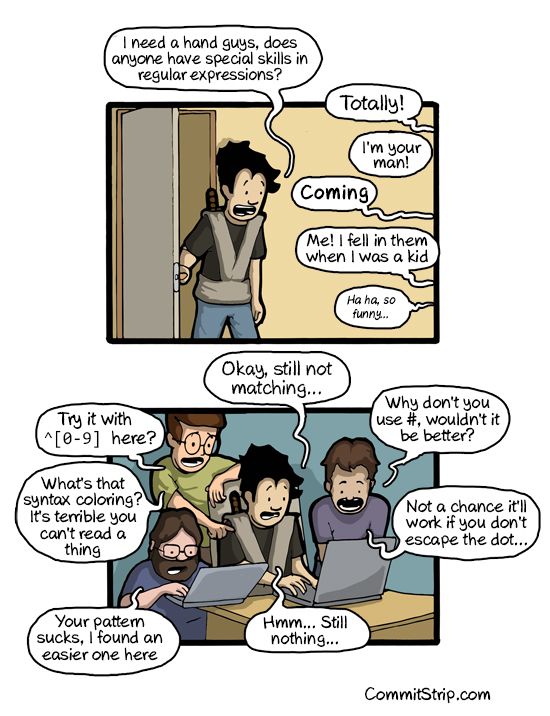 I need a hand guys, does
anyone have special skills in
regular expressions?
Totally!
I'm your
man!
Coming
Me! I fell in them
when I was a kid
Ha ha, so
funny...
Okay, still not
matching...
Try it with
^[0-9] here?
Why don't you
use #, wouldn't it
be better?
What's that
syntax coloring?
It's terrible you
can't read a
thing
Not a chance it'll
work if you don't
escape the dot...
Your pattern
sucks, I found an
easier one here
Hmm... Still
nothing...
CommitStrip.com